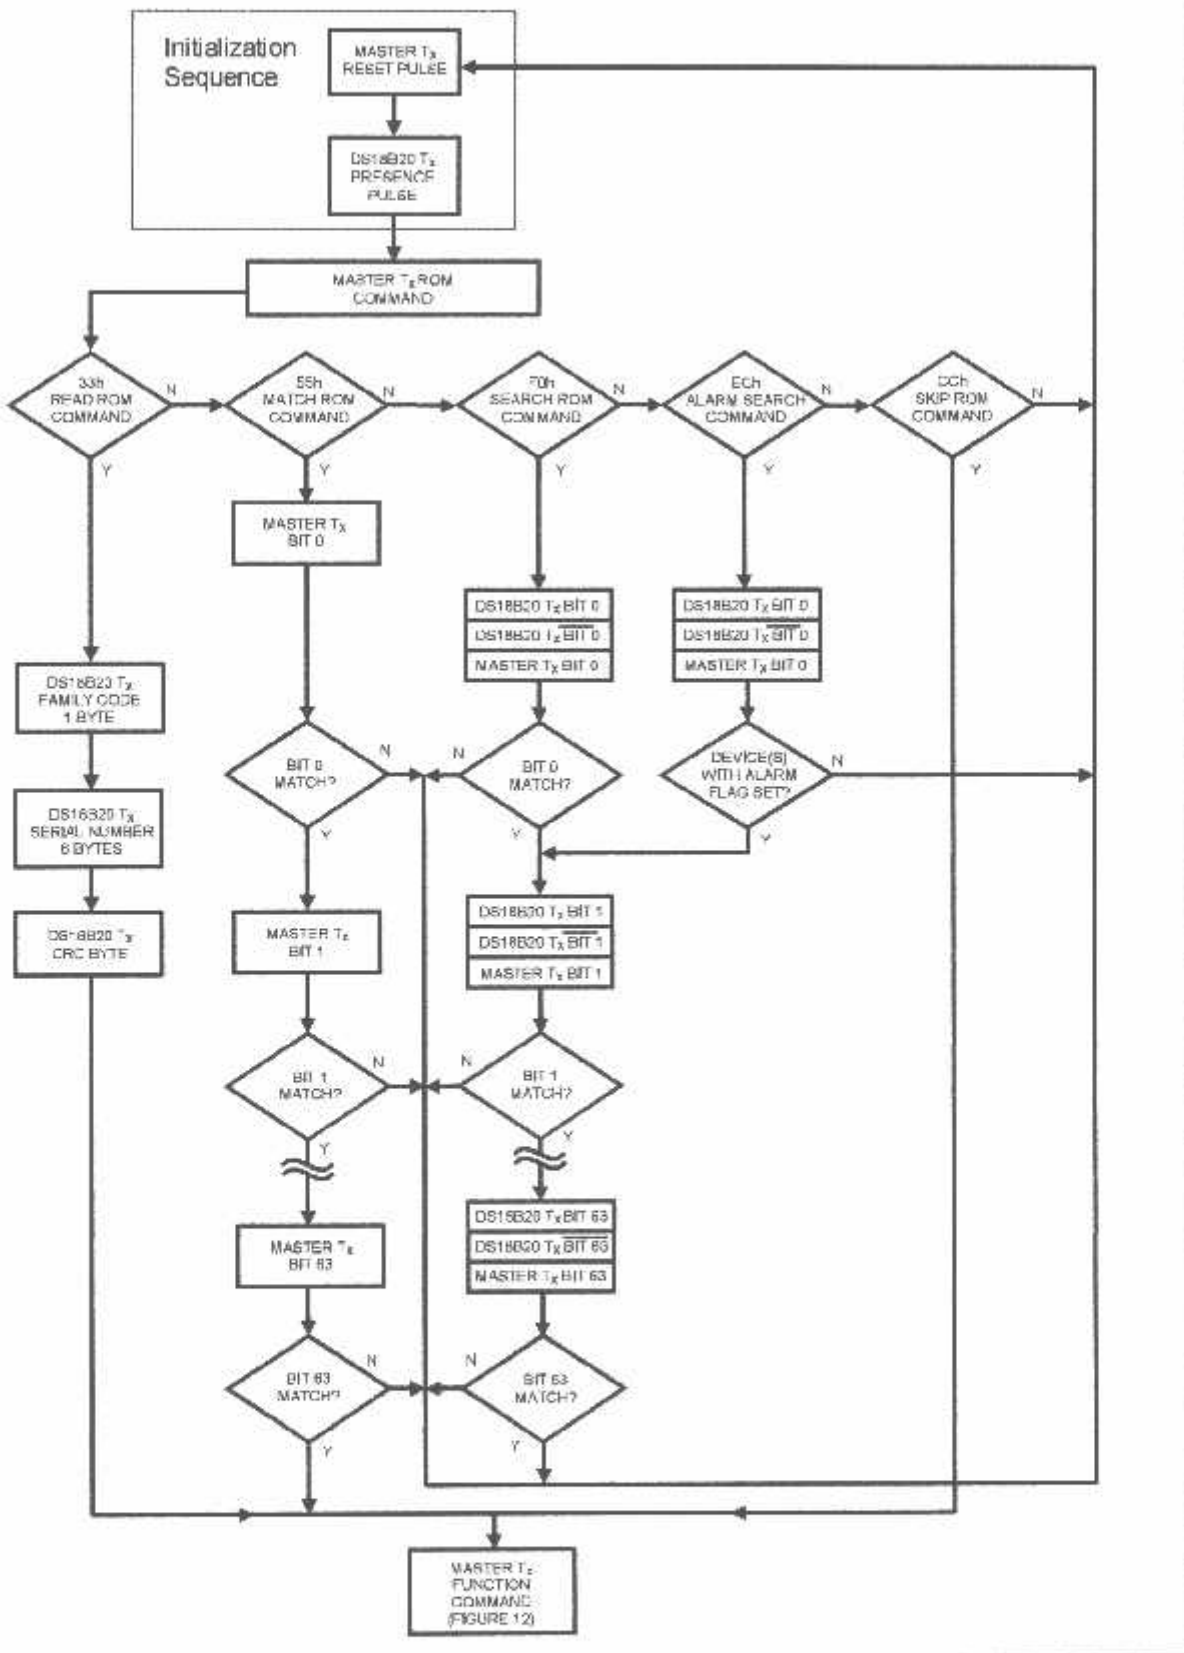 Initialization
Sequence
MASTER Tx
RESET PULSE
DS18B20 Tx
PRESENCE
PULSE
MASTER Tx ROM
COMMAND
33h
READ ROM
COMMAND
N
Y
55h
MATCH ROM
COMMAND
N
Y
F0h
SEARCH ROM
COMMAND
N
Y
ECh
ALARM SEARCH
COMMAND
N
Y
CCh
SKIP ROM
COMMAND
N
Y
MASTER Tx
BIT 0
DS18B20 Tx BIT 0
DS18B20 Tx BIT 0
MASTER Tx BIT 0
DS18B20 Tx BIT 0
DS18B20 Tx BIT 0
MASTER Tx BIT 0
DS18B20 Tx
FAMILY CODE
1 BYTE
DS18B20 Tx
SERIAL NUMBER
6 BYTES
DS18B20 Tx
CRC BYTE
BIT 0
MATCH?
N
Y
BIT 0
MATCH?
N
Y
DEVICE(S)
WITH ALARM
FLAG SET?
N
Y
MASTER Tx
BIT 1
DS18B20 Tx BIT 1
DS18B20 Tx BIT 1
MASTER Tx BIT 1
BIT 1
MATCH?
N
Y
BIT 1
MATCH?
N
Y
MASTER Tx
BIT 63
DS18B20 Tx BIT 63
DS18B20 Tx BIT 63
MASTER Tx BIT 63
BIT 63
MATCH?
N
Y
BIT 63
MATCH?
N
Y
MASTER Tx
FUNCTION
COMMAND
(FIGURE 12)